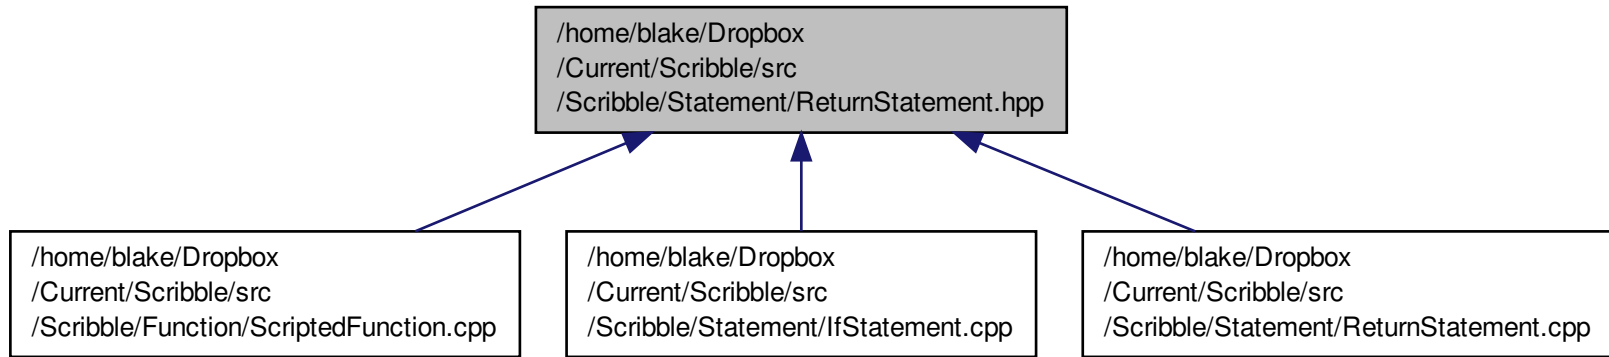 /home/blake/Dropbox
/Current/Scribble/src
/Scribble/Statement/ReturnStatement.hpp
/home/blake/Dropbox
/Current/Scribble/src
/Scribble/Function/ScriptedFunction.cpp
/home/blake/Dropbox
/Current/Scribble/src
/Scribble/Statement/IfStatement.cpp
/home/blake/Dropbox
/Current/Scribble/src
/Scribble/Statement/ReturnStatement.cpp